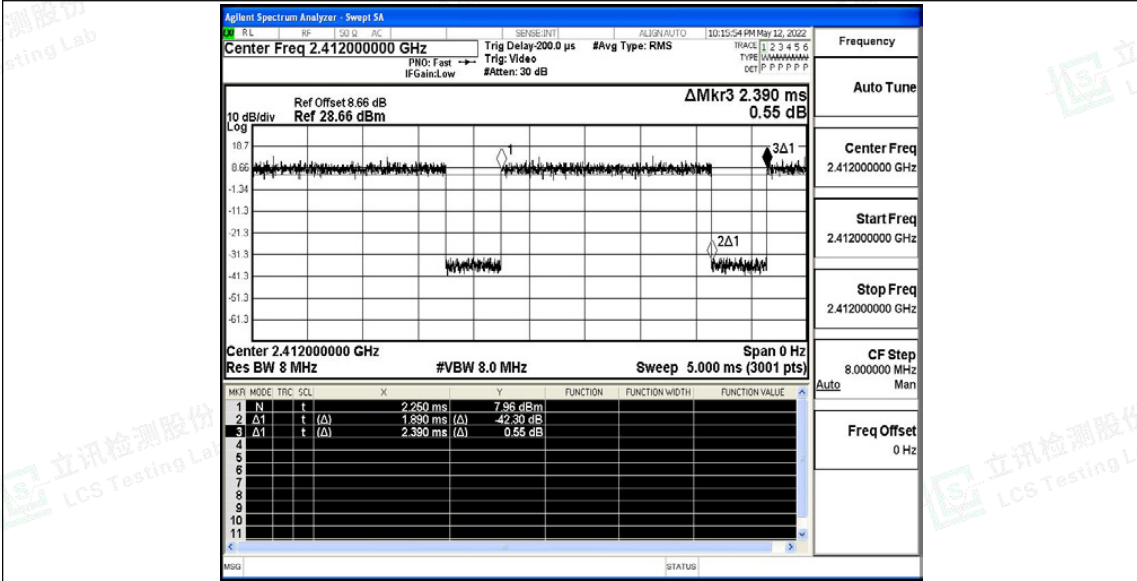 Agilent Spectrum Analyzer - Swept SA
RL RF 50 Ω AC SENSE:INT ALIGN AUTO 10:15:54 PM May 12, 2022
Center Freq 2.412000000 GHz
PNO: Fast
IFGain:Low
Trig Delay-200.0 µs
Trig: Video
#Atten: 30 dB
#Avg Type: RMS
TRACE 1 2 3 4 5 6
TYPE WWWWWW
DET P P P P P P
ΔMkr3 2.390 ms
0.55 dB
Ref Offset 8.66 dB
Ref 28.66 dBm
10 dB/div
Log
18.7
8.66
-1.34
-11.3
-21.3
-31.3
-41.3
-51.3
-61.3
1
3Δ1
2Δ1
Center 2.412000000 GHz Span 0 Hz
Res BW 8 MHz #VBW 8.0 MHz Sweep 5.000 ms (3001 pts)
MKR MODE TRC SCL X Y FUNCTION FUNCTION WIDTH FUNCTION VALUE
1 N t 2.250 ms 7.96 dBm
2 Δ1 t (Δ) 1.890 ms (Δ) -42.30 dB
3 Δ1 t (Δ) 2.390 ms (Δ) 0.55 dB
4
5
6
7
8
9
10
11
MSG STATUS
Frequency
Auto Tune
Center Freq
2.412000000 GHz
Start Freq
2.412000000 GHz
Stop Freq
2.412000000 GHz
CF Step
8.000000 MHz
Auto Man
Freq Offset
0 Hz
立讯检测股份
LCS Testing Lab
立讯检测股份
LCS Testing L